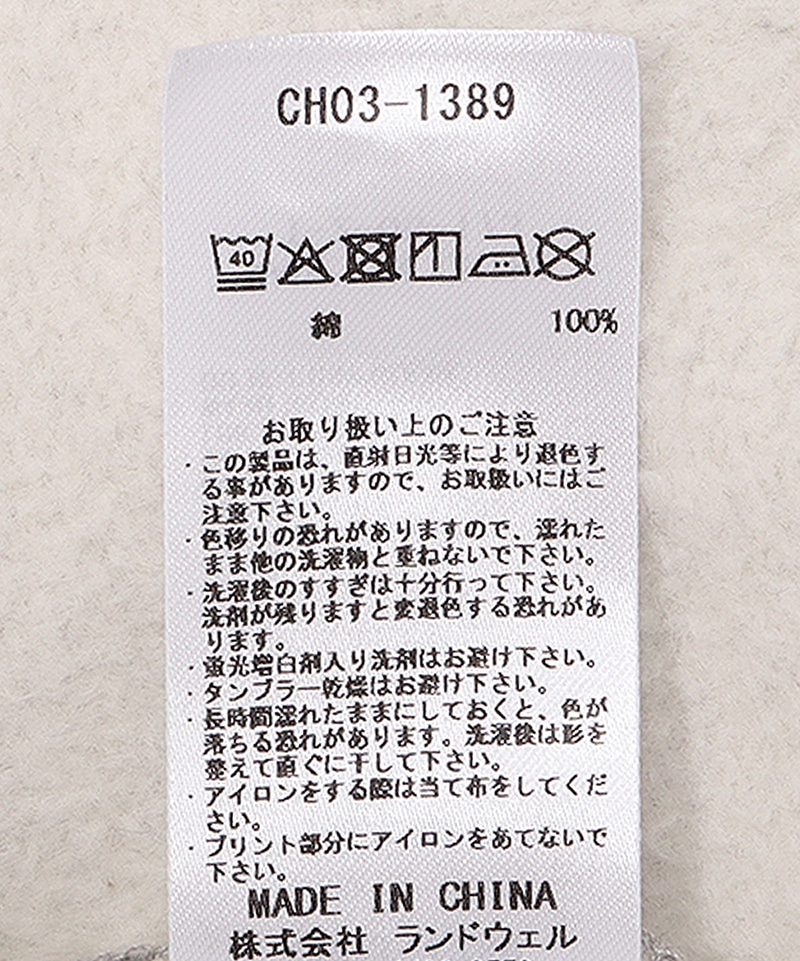 CH03-1389
40
綿 100%
お取り扱い上のご注意
・この製品は、直射日光等により退色す
る事がありますので、お取扱いにはご
注意下さい。
・色移りの恐れがありますので、濡れた
まま他の洗濯物と重ねないで下さい。
・洗濯後のすすぎは十分行って下さい。
洗剤が残りますと変退色する恐れがあ
ります。
・蛍光増白剤入り洗剤はお避け下さい。
・タンブラー乾燥はお避け下さい。
・長時間濡れたままにしておくと、色が
落ちる恐れがあります。洗濯後は形を
整えて直ぐに干して下さい。
・アイロンをする際は当て布をしてくだ
さい。
・プリント部分にアイロンをあてないで
下さい。
MADE IN CHINA
株式会社 ランドウェル